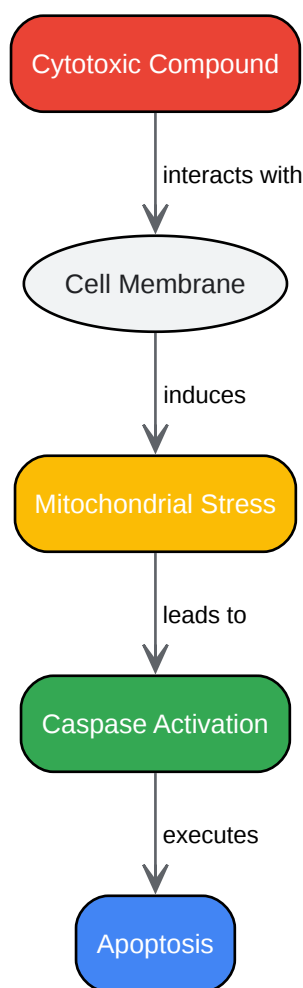 Cytotoxic Compound
interacts with
Cell Membrane
induces
Mitochondrial Stress
leads to
Caspase Activation
executes
Apoptosis